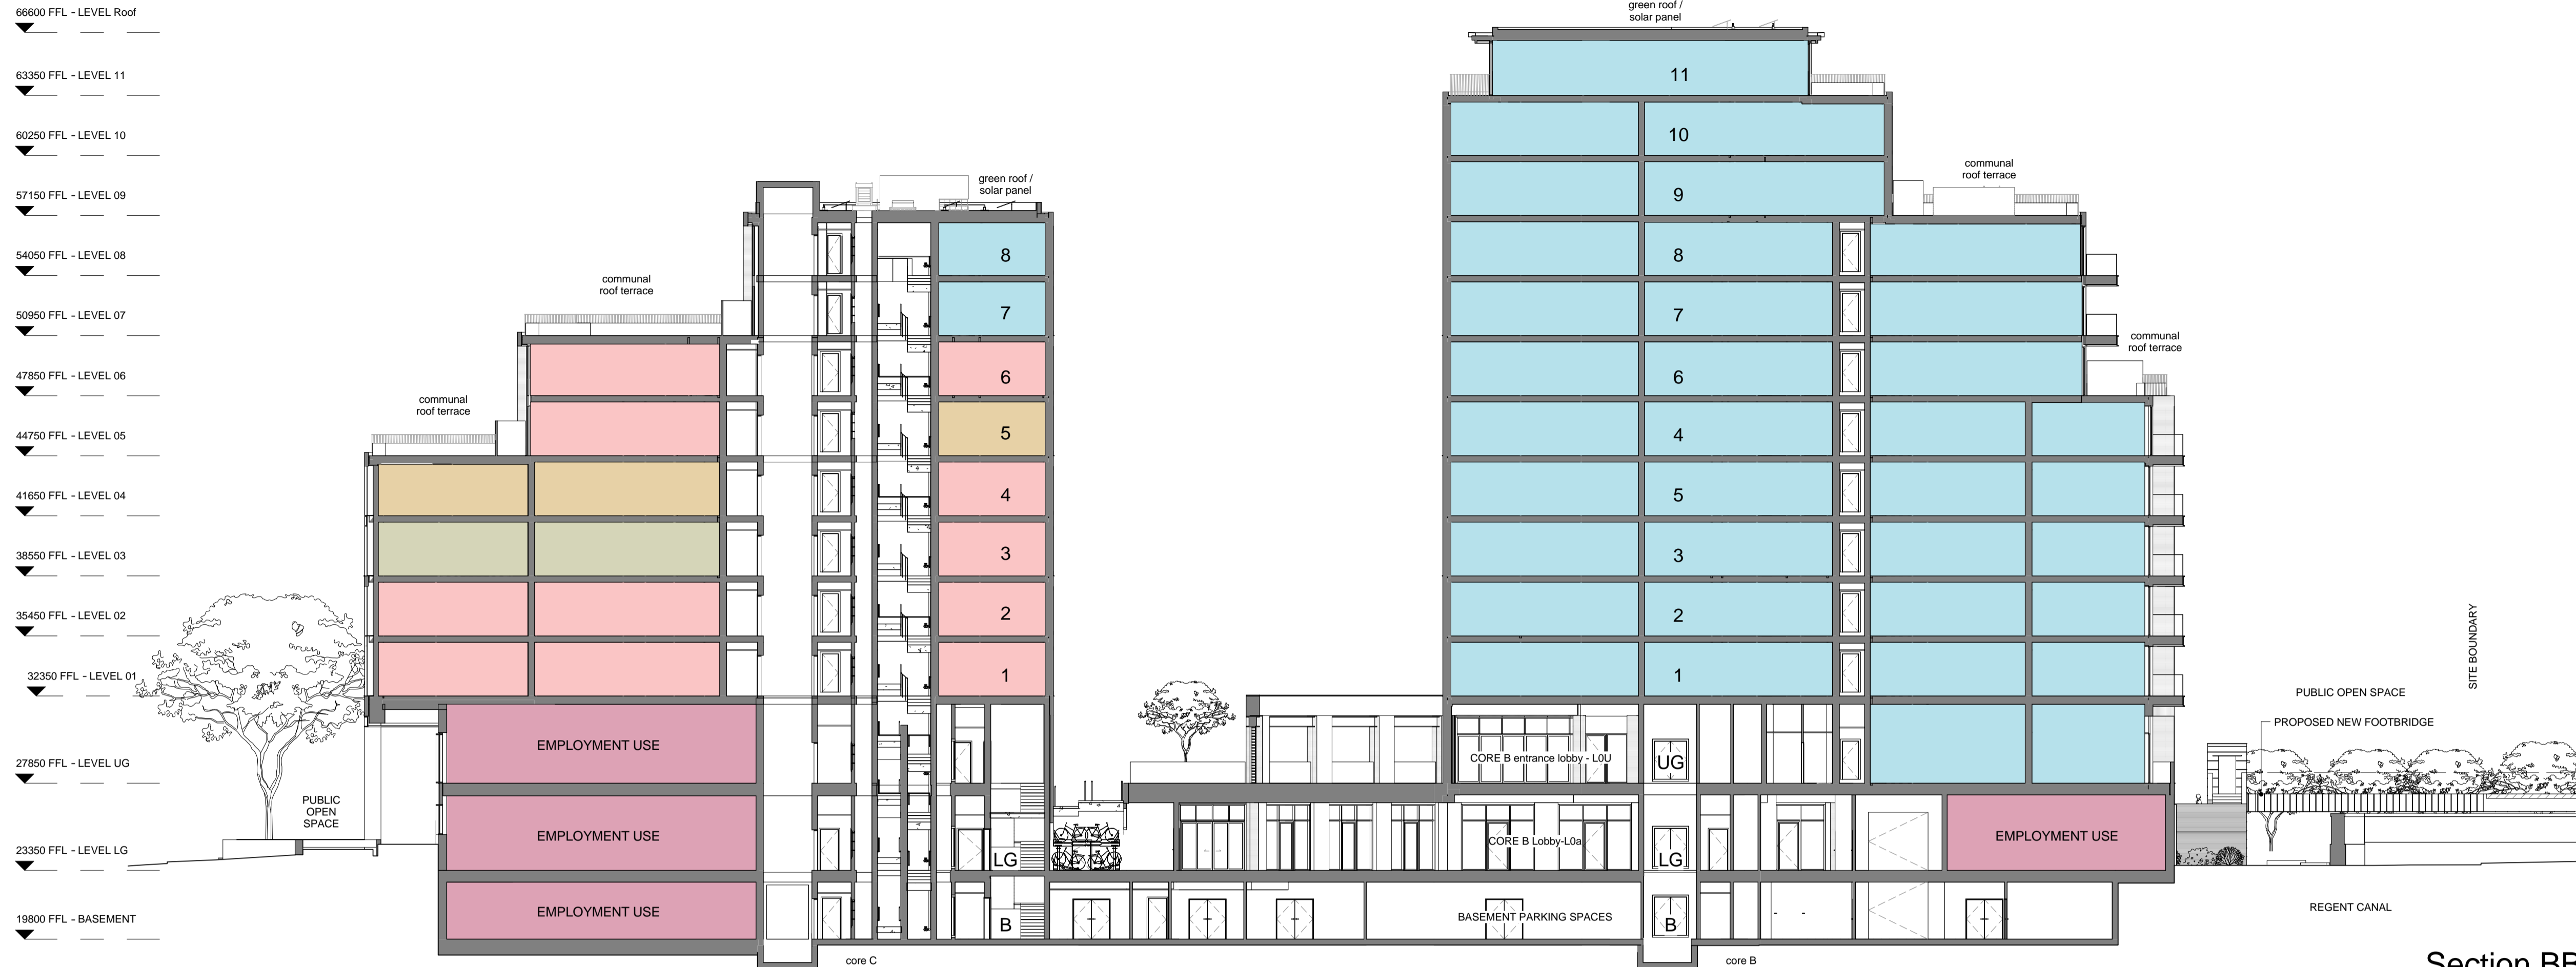 66600 FFL - LEVEL Roof
63350 FFL - LEVEL 11
60250 FFL - LEVEL 10
57150 FFL - LEVEL 09
54050 FFL - LEVEL 08
50950 FFL - LEVEL 07
47850 FFL - LEVEL 06
44750 FFL - LEVEL 05
41650 FFL - LEVEL 04
38550 FFL - LEVEL 03
35450 FFL - LEVEL 02
32350 FFL - LEVEL 01
27850 FFL - LEVEL UG
23350 FFL - LEVEL LG
19800 FFL - BASEMENT
PUBLIC
OPEN
SPACE
communal
roof terrace
communal
roof terrace
green roof /
solar panel
8
7
6
5
4
3
2
1
EMPLOYMENT USE
EMPLOYMENT USE
EMPLOYMENT USE
LG
B
core C
green roof /
solar panel
11
10
9
8
7
6
4
5
3
2
1
communal
roof terrace
communal
roof terrace
CORE B entrance lobby - L0U
UG
CORE B Lobby-L0a
LG
EMPLOYMENT USE
BASEMENT PARKING SPACES
B
core B
SITE BOUNDARY
PUBLIC OPEN SPACE
PROPOSED NEW FOOTBRIDGE
REGENT CANAL
Section BB